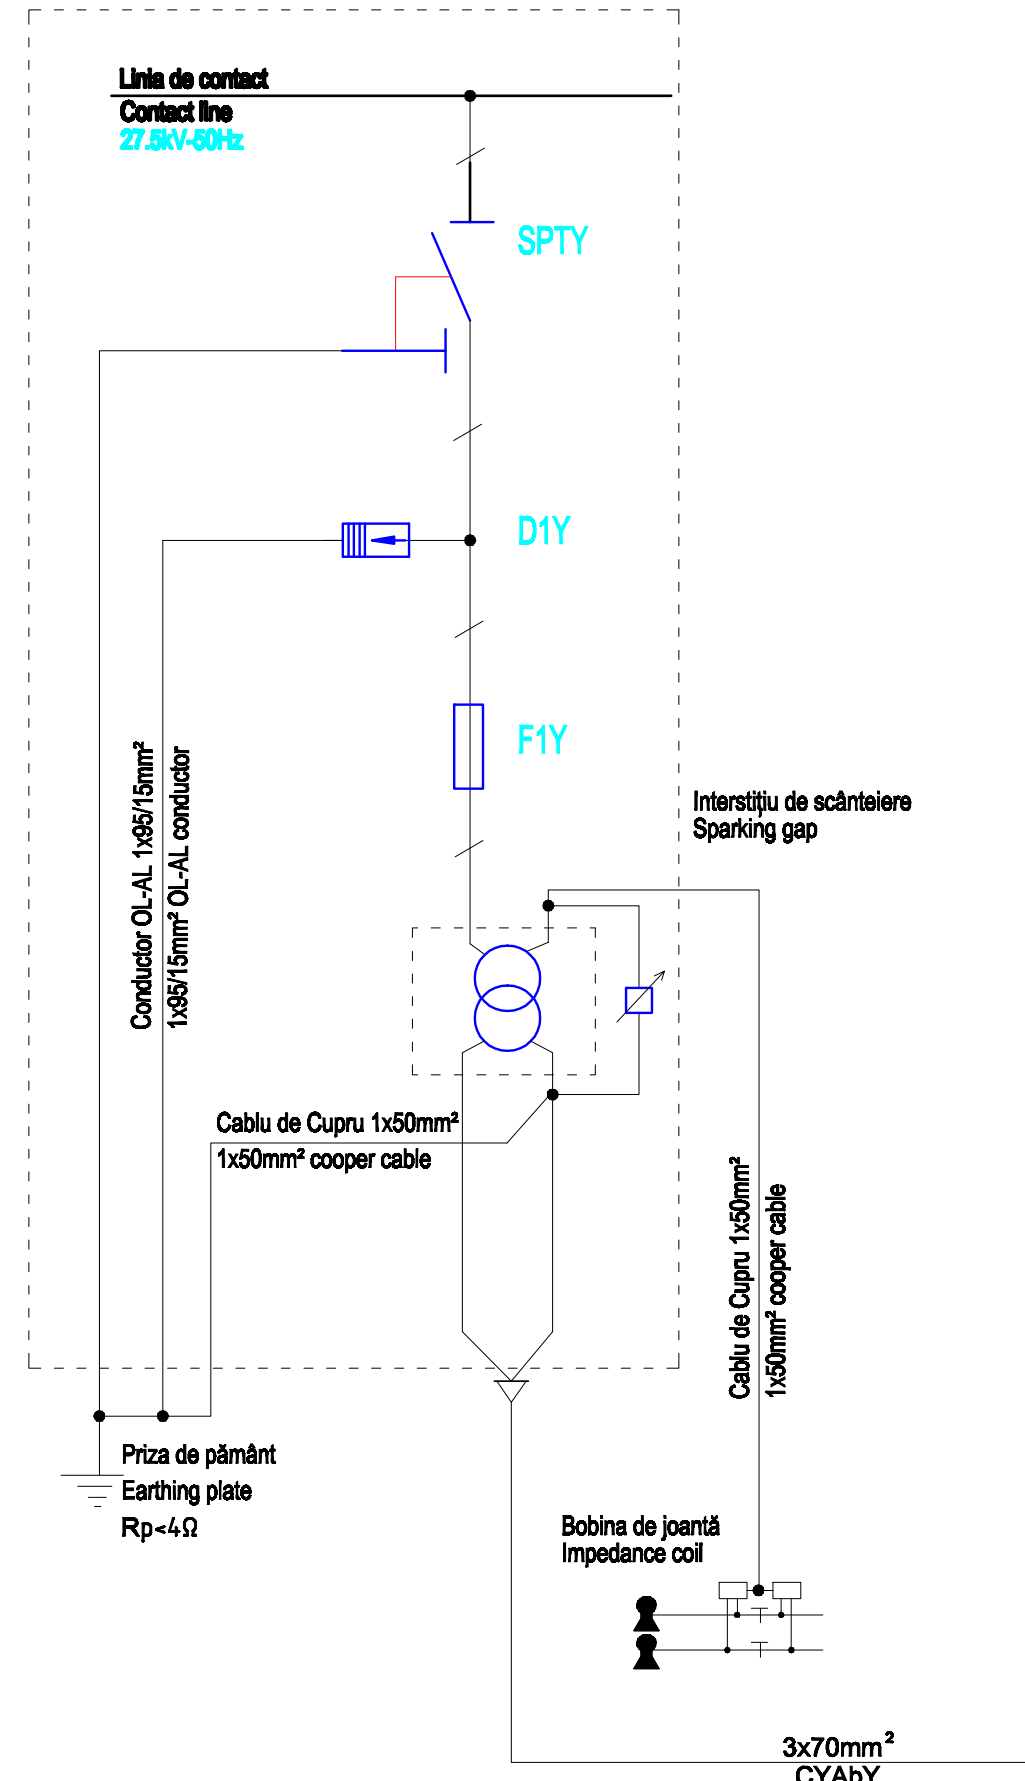 Linia de contact
Contact line
27.5kV-50Hz
SPTY
D1Y
F1Y
Conductor OL-AL 1x95/15mm²
1x95/15mm² OL-AL conductor
Interstițiu de scânteiere
Sparking gap
Cablu de Cupru 1x50mm²
1x50mm² cooper cable
Cablu de Cupru 1x50mm²
1x50mm² cooper cable
Priza de pământ
Earthing plate
Rp<4Ω
Bobina de joantă
Impedance coil
3x70mm²
CYAbY